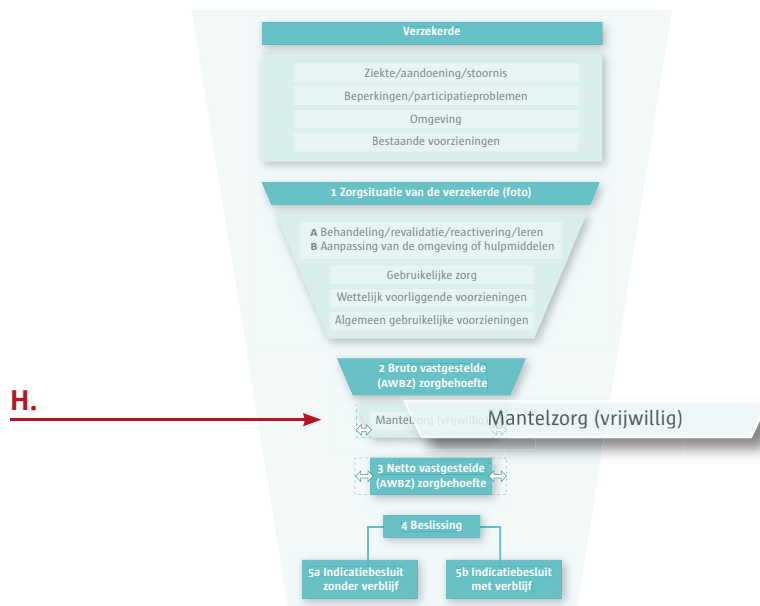 Verzekerde
Ziekte/aandoening/stoornis
Beperkingen/participatieproblemen
Omgeving
Bestaande voorzieningen
1 Zorgsituatie van de verzekerde (foto)
A Behandeling/revalidatie/reactivering/leren
B Aanpassing van de omgeving of hulpmiddelen
Gebruikelijke zorg
Wettelijk voorliggende voorzieningen
Algemeen gebruikelijke voorzieningen
2 Bruto vastgestelde
(AWBZ) zorgbehoefte
H.
Mantelzorg (vrijwillig)
Mantelzorg (vrijwillig)
3 Netto vastgestelde
(AWBZ) zorgbehoefte
4 Beslissing
5a Indicatiebesluit
zonder verblijf
5b Indicatiebesluit
met verblijf